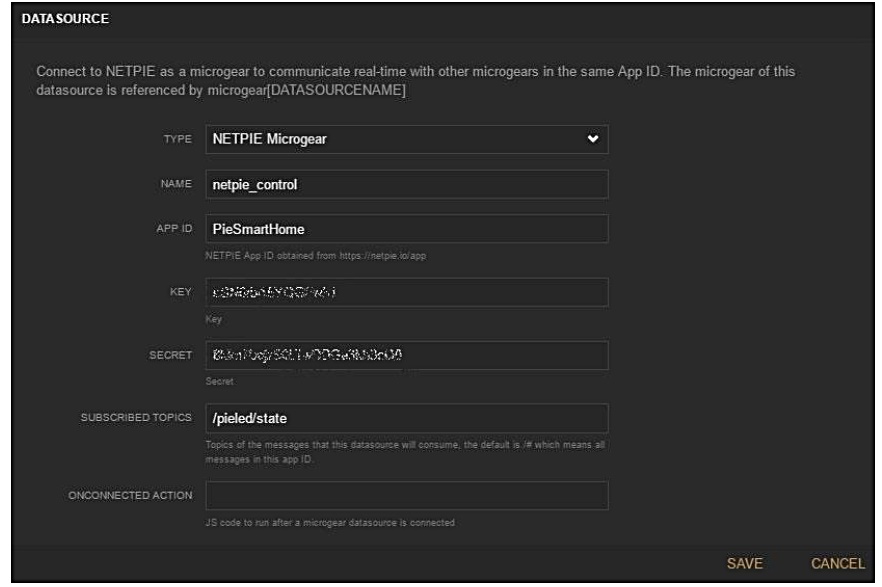 DATASOURCE
Connect to NETPIE as a microgear to communicate real-time with other microgears in the same App ID. The microgear of this
datasource is referenced by microgear[DATASOURCENAME]
TYPE NETPIE Microgear
NAME netpie_control
APP ID PieSmartHome
NETPIE App ID obtained from https://netpie.io/app
KEY
Key
SECRET
Secret
SUBSCRIBED TOPICS /pieled/state
Topics of the messages that this datasource will consume, the default is /# which means all
messages in this app ID.
ONCONNECTED ACTION
JS code to run after a microgear datasource is connected
SAVE CANCEL